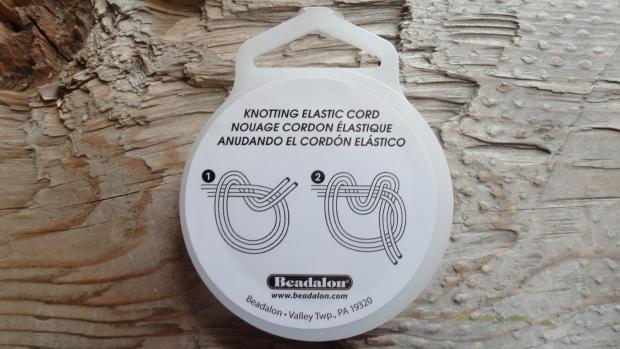 KNOTTING ELASTIC CORD
NOUAGE CORDON ÉLASTIQUE
ANUDANDO EL CORDÓN ELÁSTICO
1 2
Beadalon®
www.beadalon.com
Beadalon • Valley Twp., PA 19320